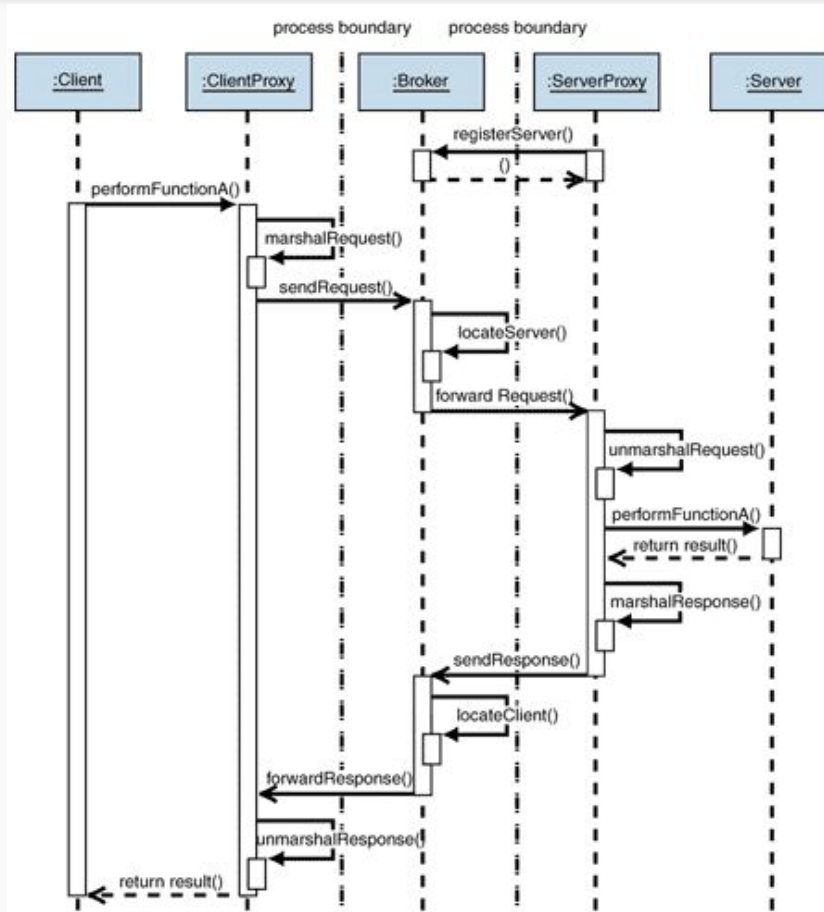 process boundary process boundary
:Client :ClientProxy :Broker :ServerProxy :Server
registerServer()
()
performFunctionA()
marshalRequest()
sendRequest()
locateServer()
forward Request()
unmarshalRequest()
performFunctionA()
return result()
marshalResponse()
sendResponse()
locateClient()
forwardResponse()
unmarshalResponse()
return result()